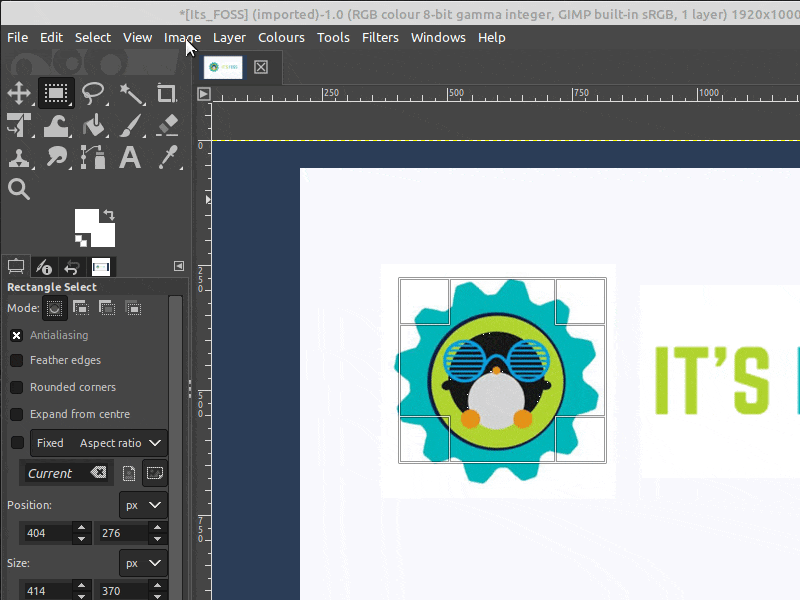 *[Its_FOSS] (imported)-1.0 (RGB colour 8-bit gamma integer, GIMP built-in sRGB, 1 layer) 1920x1000
File Edit Select View Image Layer Colours Tools Filters Windows Help
250 500 750 1000
0
250
500
750
Rectangle Select
Mode:
Antialiasing
Feather edges
Rounded corners
Expand from centre
Fixed Aspect ratio
Current
Position: px
404 276
Size: px
414 370
IT'S